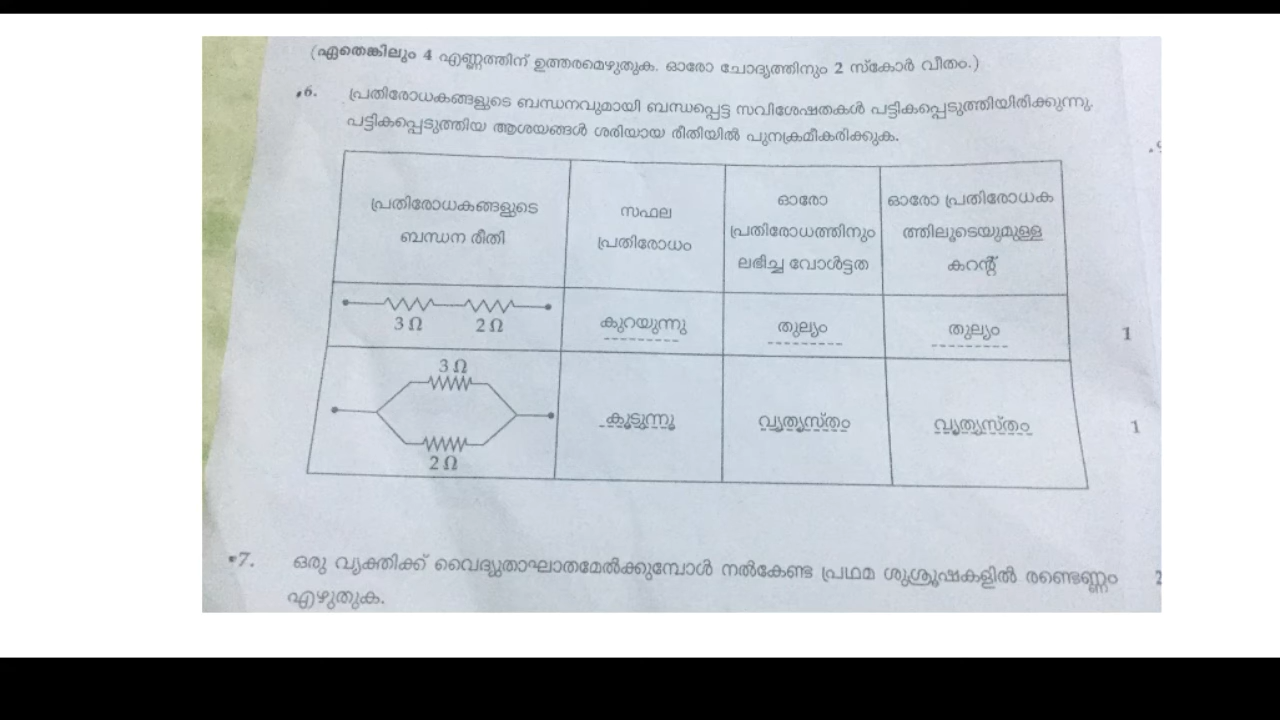 (ഏതെങ്കിലും 4 എണ്ണത്തിന് ഉത്തരമെഴുതുക. ഓരോ ചോദ്യത്തിനും 2 സ്കോർ വീതം.)
6. പ്രതിരോധകങ്ങളുടെ ബന്ധനവുമായി ബന്ധപ്പെട്ട സവിശേഷതകൾ പട്ടികപ്പെടുത്തിയിരിക്കുന്നു.
പട്ടികപ്പെടുത്തിയ ആശയങ്ങൾ ശരിയായ രീതിയിൽ പുനക്രമീകരിക്കുക.
പ്രതിരോധകങ്ങളുടെ
ബന്ധന രീതി
സഫല
പ്രതിരോധം
ഓരോ
പ്രതിരോധത്തിനും
ലഭിച്ച വോൾട്ടത
ഓരോ പ്രതിരോധക
ത്തിലൂടെയുമുള്ള
കറന്റ്
3 Ω 2 Ω
കുറയുന്നു
തുല്യം
തുല്യം
1
3 Ω
2 Ω
കൂടുന്നു
വ്യത്യസ്തം
വ്യത്യസ്തം
1
7. ഒരു വ്യക്തിക്ക് വൈദ്യുതാഘാതമേൽക്കുമ്പോൾ നൽകേണ്ട പ്രഥമ ശുശ്രൂഷകളിൽ രണ്ടെണ്ണം 2
എഴുതുക.